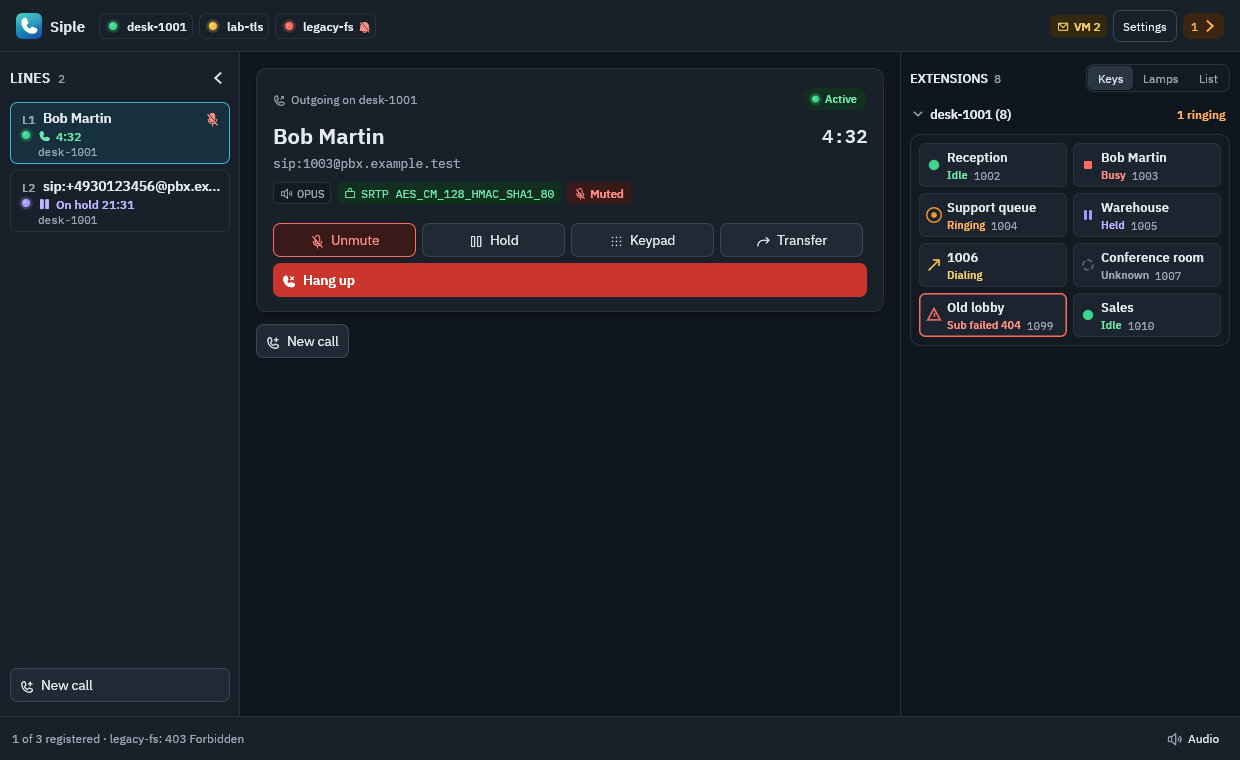 Siple
desk-1001
lab-tls
legacy-fs
VM 2
Settings
1
LINES 2
L1 Bob Martin
4:32
desk-1001
L2 sip:+4930123456@pbx.ex...
On hold 21:31
desk-1001
New call
Outgoing on desk-1001
Active
Bob Martin
4:32
sip:1003@pbx.example.test
OPUS
SRTP AES_CM_128_HMAC_SHA1_80
Muted
Unmute
Hold
Keypad
Transfer
Hang up
New call
EXTENSIONS 8
Keys
Lamps
List
desk-1001 (8)
1 ringing
Reception
Idle 1002
Bob Martin
Busy 1003
Support queue
Ringing 1004
Warehouse
Held 1005
1006
Dialing
Conference room
Unknown 1007
Old lobby
Sub failed 404 1099
Sales
Idle 1010
1 of 3 registered · legacy-fs: 403 Forbidden
Audio